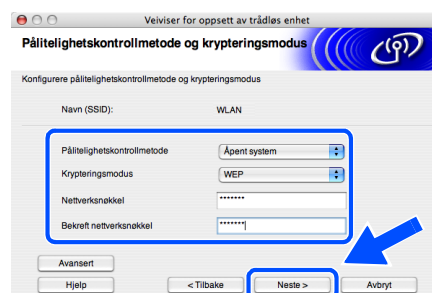 Veiviser for oppsett av trådløs enhet
Pålitelighetskontrollmetode og krypteringsmodus
Konfigurere pålitelighetskontrollmetode og krypteringsmodus
Navn (SSID): WLAN
Pålitelighetskontrollmetode Åpent system
Krypteringsmodus WEP
Nettverksnøkkel *******
Bekreft nettverksnøkkel *******
Avansert
Hjelp < Tilbake Neste > Avbryt